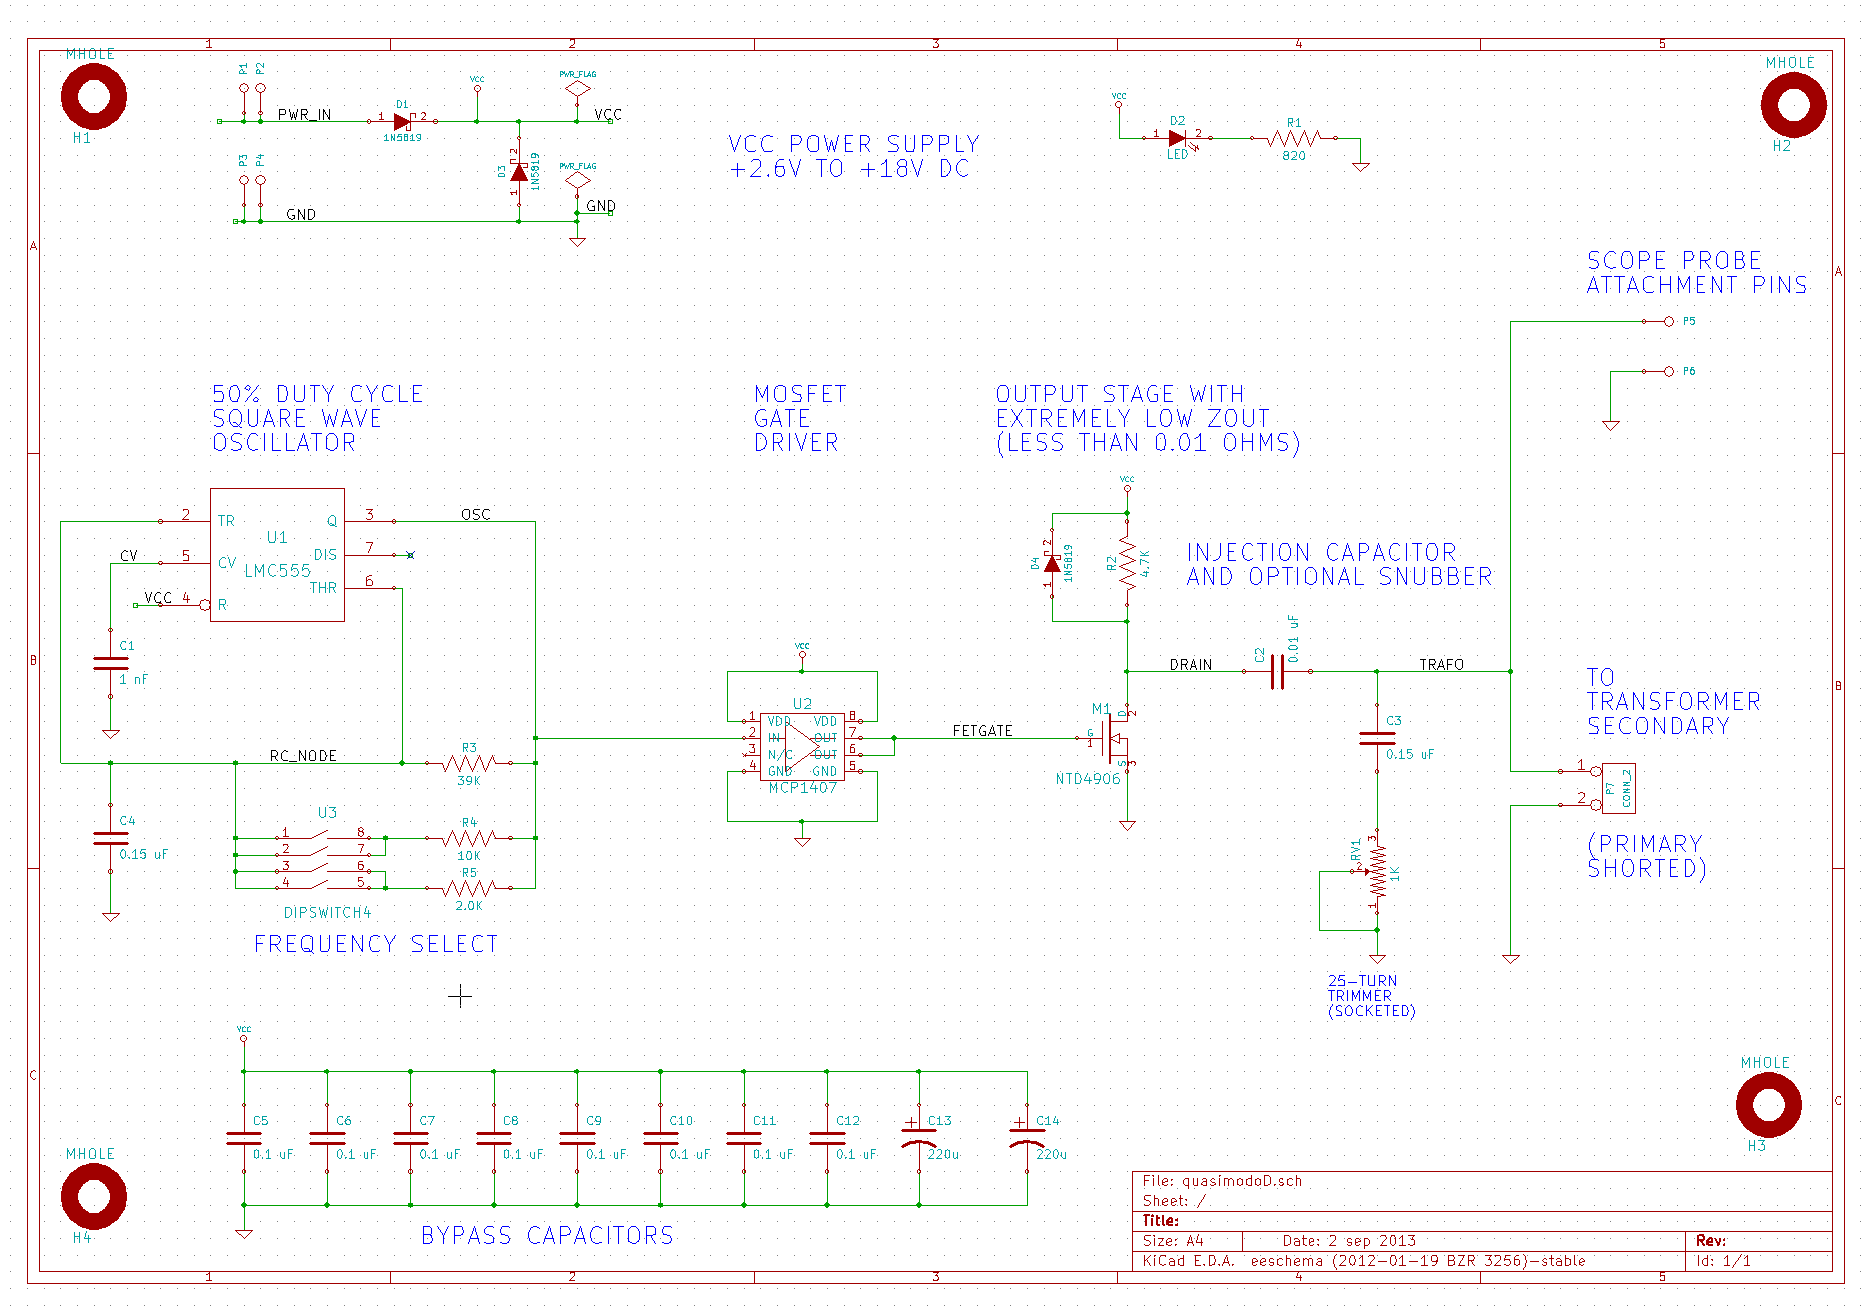 1 2 3 4 5
MHOLE
H1
P1 P2
PWR_IN
1 D1 2
1N5819
VCC
PWR_FLAG
VCC
P3 P4
GND
D3
2
1
1N5819
PWR_FLAG
GND
VCC POWER SUPPLY
+2.6V TO +18V DC
VCC
1 D2 2
LED
R1
820
MHOLE
H2
A
A
SCOPE PROBE
ATTACHMENT PINS
P5
P6
50% DUTY CYCLE
SQUARE WAVE
OSCILLATOR
MOSFET
GATE
DRIVER
OUTPUT STAGE WITH
EXTREMELY LOW ZOUT
(LESS THAN 0.01 OHMS)
2 TR Q 3 OSC
U1
DIS 7
CV 5 CV
LMC555
THR 6
VCC 4 R
C1
1 nF
VCC
D4
2
1
1N5819
R2
4.7K
INJECTION CAPACITOR
AND OPTIONAL SNUBBER
B
B
VCC
U2
1 VDD VDD 8
2 IN OUT 7
3 N/C OUT 6
4 GND GND 5
MCP1407
FETGATE
M1
D 2
G
1
S 3
NTD4906
DRAIN
C2
0.01 uF
TRAFO
C3
0.15 uF
TO
TRANSFORMER
SECONDARY
1
2
P7
CONN_2
(PRIMARY
SHORTED)
RC_NODE
R3
39K
C4
0.15 uF
U3
1 8
2 7
3 6
4 5
R4
10K
R5
2.0K
DIPSWITCH4
FREQUENCY SELECT
RV1
3
2
1
1K
25-TURN
TRIMMER
(SOCKETED)
VCC
C
C
C5
0.1 uF
C6
0.1 uF
C7
0.1 uF
C8
0.1 uF
C9
0.1 uF
C10
0.1 uF
C11
0.1 uF
C12
0.1 uF
+ C13
220u
+ C14
220u
BYPASS CAPACITORS
MHOLE
H4
MHOLE
H3
File: quasimodoD.sch
Sheet: /
Title:
Size: A4 Date: 2 sep 2013 Rev:
KiCad E.D.A. eeschema (2012-01-19 BZR 3256)-stable Id: 1/1
1 2 3 4 5